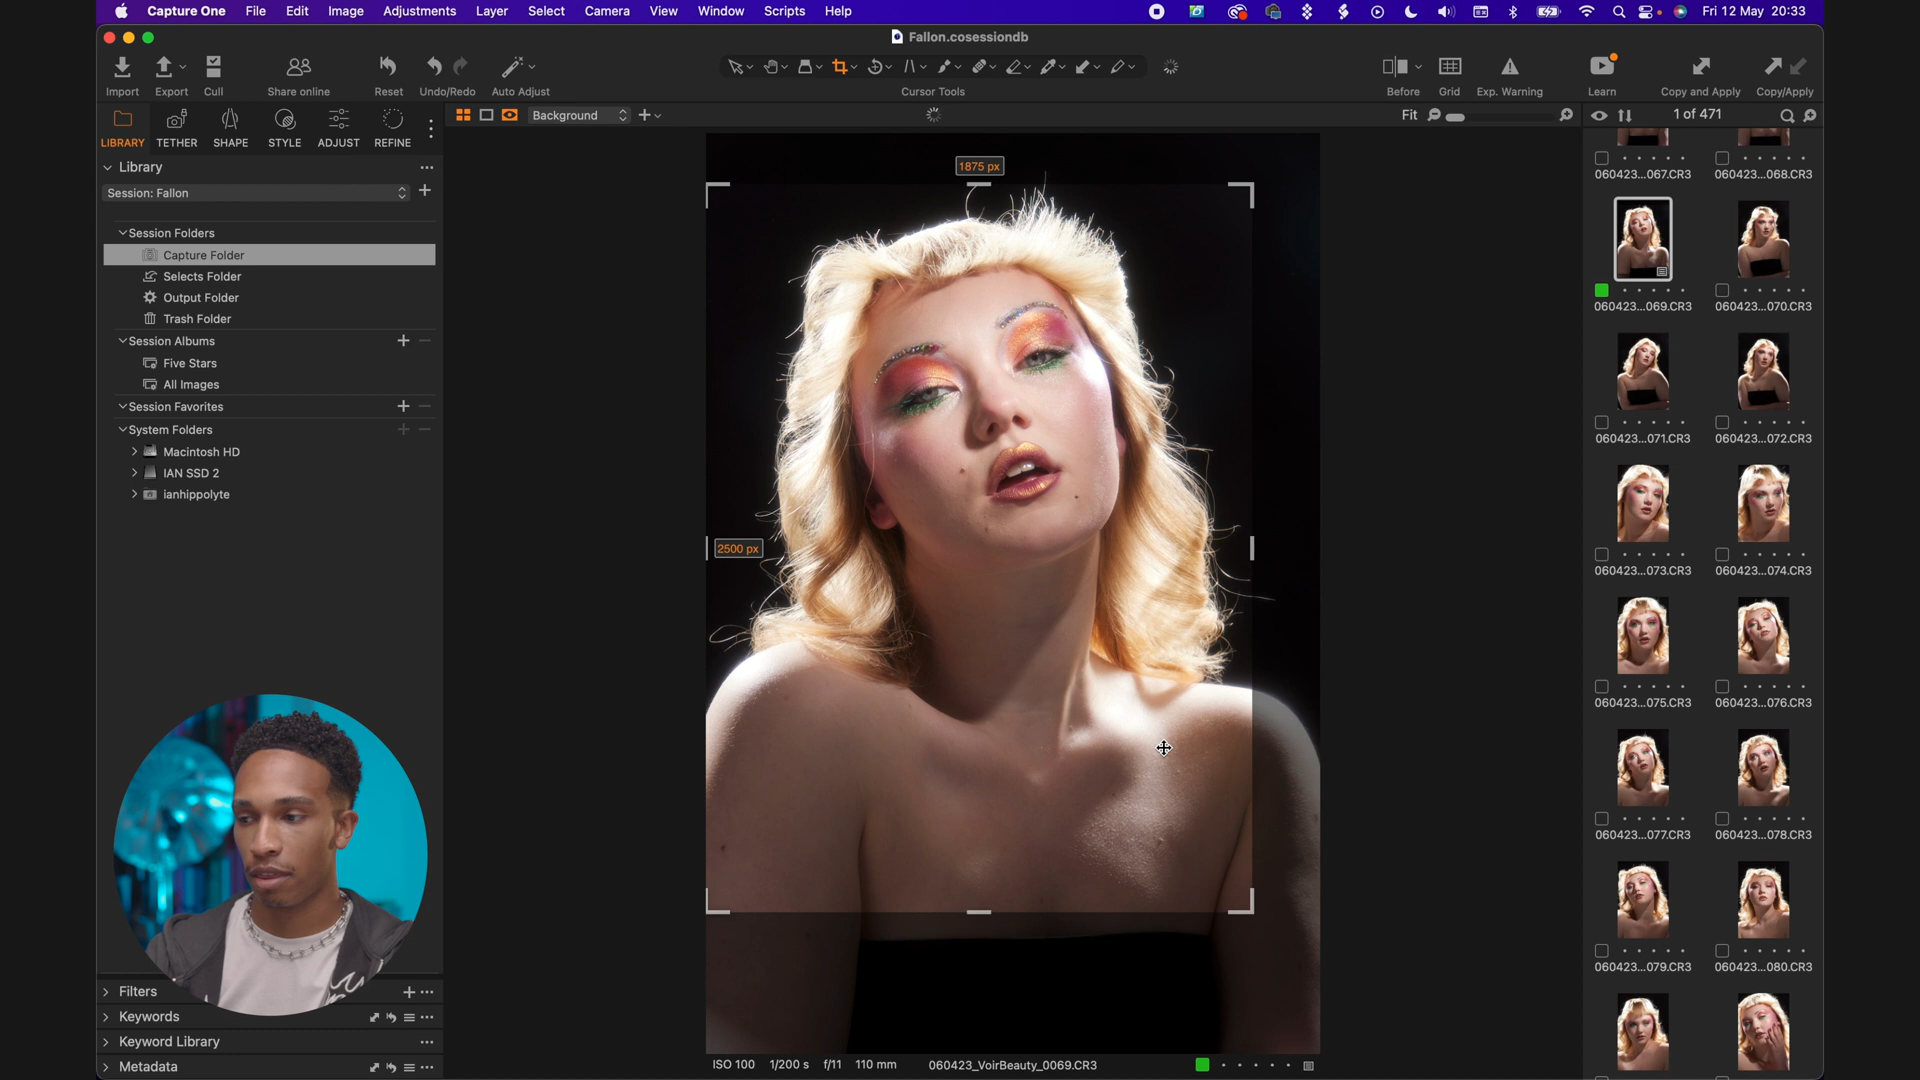 Capture One File Edit Image Adjustments Layer Select Camera View Window Scripts Help Fri 12 May 20:33
Fallon.cosessiondb
Import Export Cull Share online Reset Undo/Redo Auto Adjust Cursor Tools Before Grid Exp. Warning Learn Copy and Apply Copy/Apply
Background Fit 1 of 471
LIBRARY TETHER SHAPE STYLE ADJUST REFINE
Library
Session: Fallon
Session Folders
Capture Folder
Selects Folder
Output Folder
Trash Folder
Session Albums
Five Stars
All Images
Session Favorites
System Folders
Macintosh HD
IAN SSD 2
ianhippolyte
Filters
Keywords
Keyword Library
Metadata
1875 px
2500 px
ISO 100 1/200 s f/11 110 mm 060423_VoirBeauty_0069.CR3
060423...067.CR3 060423...068.CR3
060423...069.CR3 060423...070.CR3
060423...071.CR3 060423...072.CR3
060423...073.CR3 060423...074.CR3
060423...075.CR3 060423...076.CR3
060423...077.CR3 060423...078.CR3
060423...079.CR3 060423...080.CR3